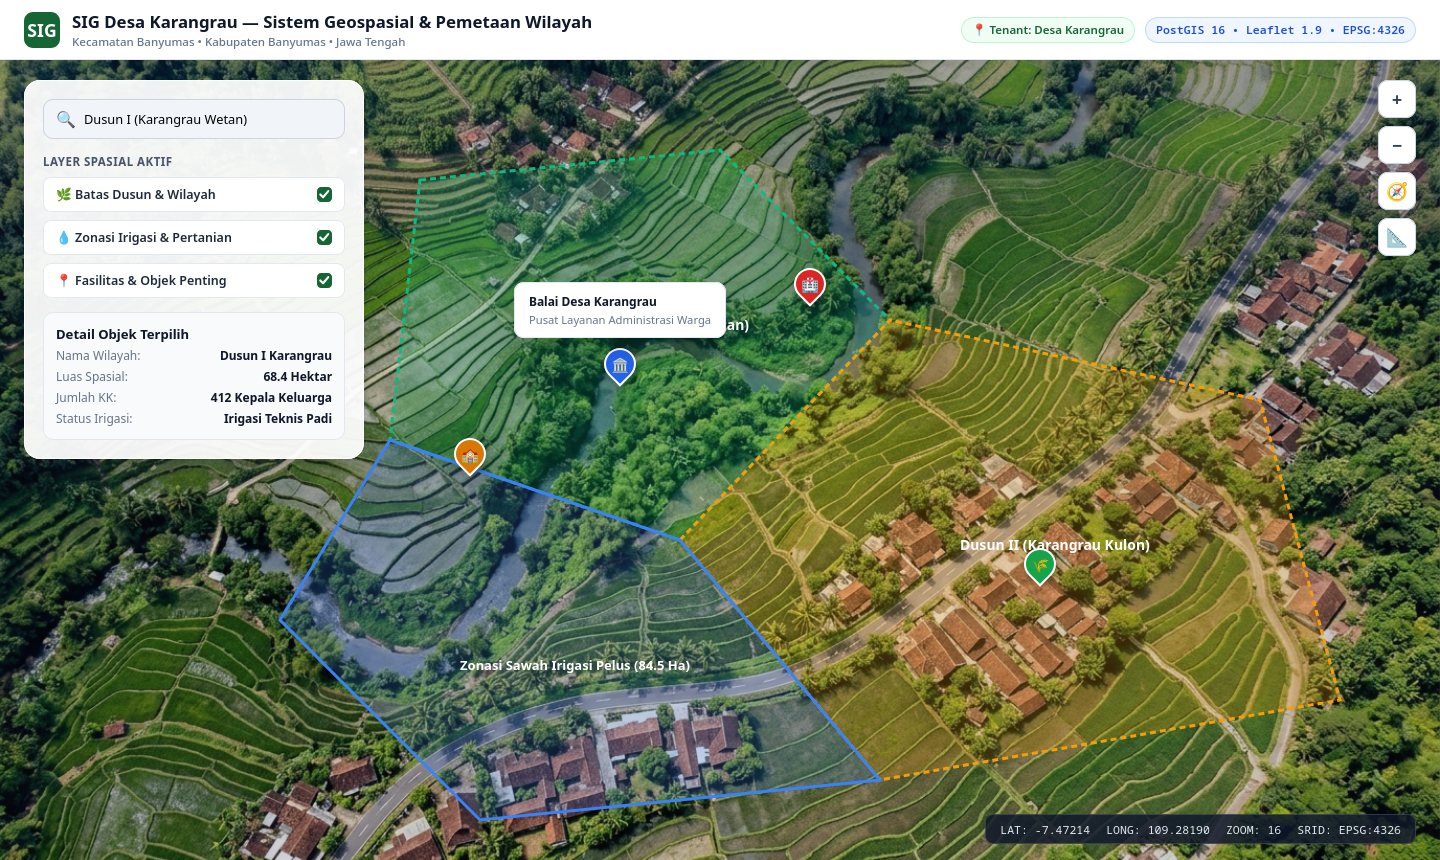 SIG
SIG Desa Karangrau — Sistem Geospasial & Pemetaan Wilayah
Kecamatan Banyumas • Kabupaten Banyumas • Jawa Tengah
📍 Tenant: Desa Karangrau
PostGIS 16 • Leaflet 1.9 • EPSG:4326
🔍 Dusun I (Karangrau Wetan)
LAYER SPASIAL AKTIF
🌿 Batas Dusun & Wilayah
💧 Zonasi Irigasi & Pertanian
📍 Fasilitas & Objek Penting
Detail Objek Terpilih
Nama Wilayah: Dusun I Karangrau
Luas Spasial: 68.4 Hektar
Jumlah KK: 412 Kepala Keluarga
Status Irigasi: Irigasi Teknis Padi
+
−
Balai Desa Karangrau
Pusat Layanan Administrasi Warga
an)
Dusun II (Karangrau Kulon)
Zonasi Sawah Irigasi Pelus (84.5 Ha)
LAT: -7.47214 LONG: 109.28190 ZOOM: 16 SRID: EPSG:4326